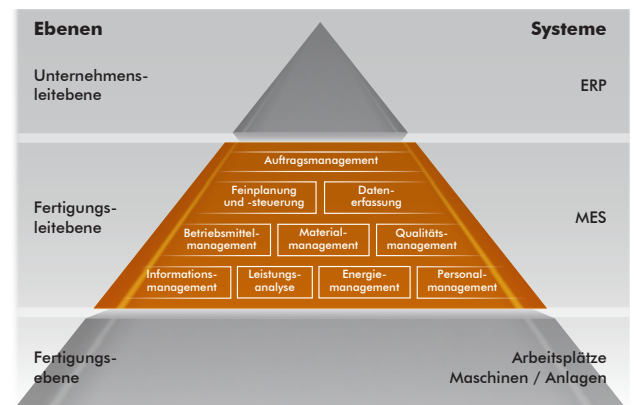 Ebenen
Systeme
Unternehmens-
leitebene
ERP
Auftragsmanagement
Feinplanung
und -steuerung
Daten-
erfassung
Fertigungs-
leitebene
MES
Betriebsmittel-
management
Material-
management
Qualitäts-
management
Informations-
management
Leistungs-
analyse
Energie-
management
Personal-
management
Fertigungs-
ebene
Arbeitsplätze
Maschinen / Anlagen